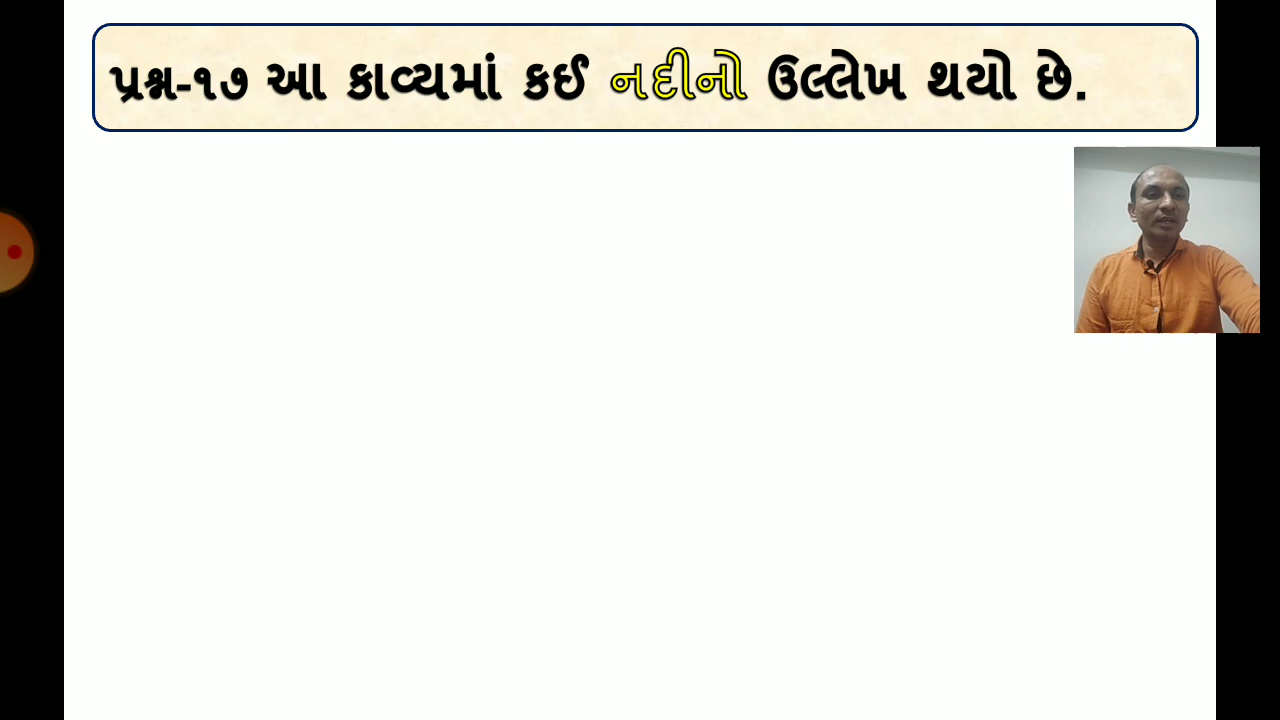 પ્રશ્ન-૧૭ આ કાવ્યમાં કઈ નદીનો ઉલ્લેખ થયો છે.